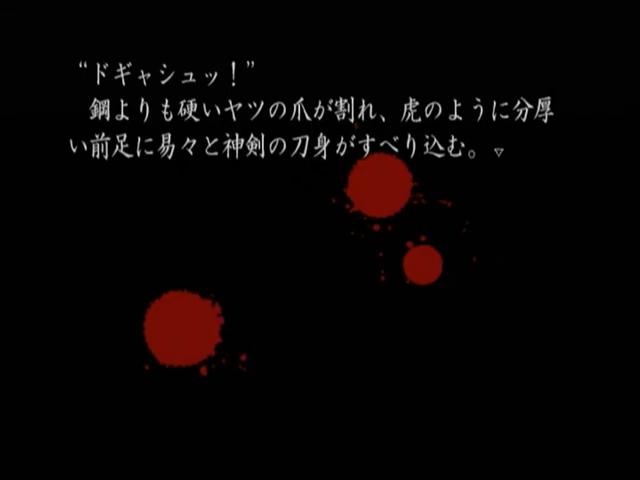 “ドギャシュッ！”
鋼よりも硬いヤツの爪が割れ、虎のように分厚
い前足に易々と神剣の刀身がすべり込む。▿